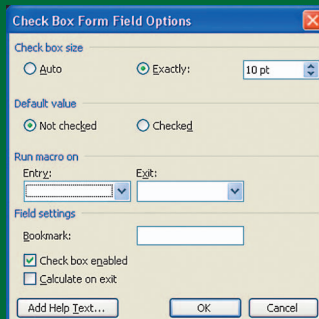 Check Box Form Field Options
Check box size
Auto Exactly: 10 pt
Default value
Not checked Checked
Run macro on
Entry: Exit:
Field settings
Bookmark:
Check box enabled
Calculate on exit
Add Help Text... OK Cancel